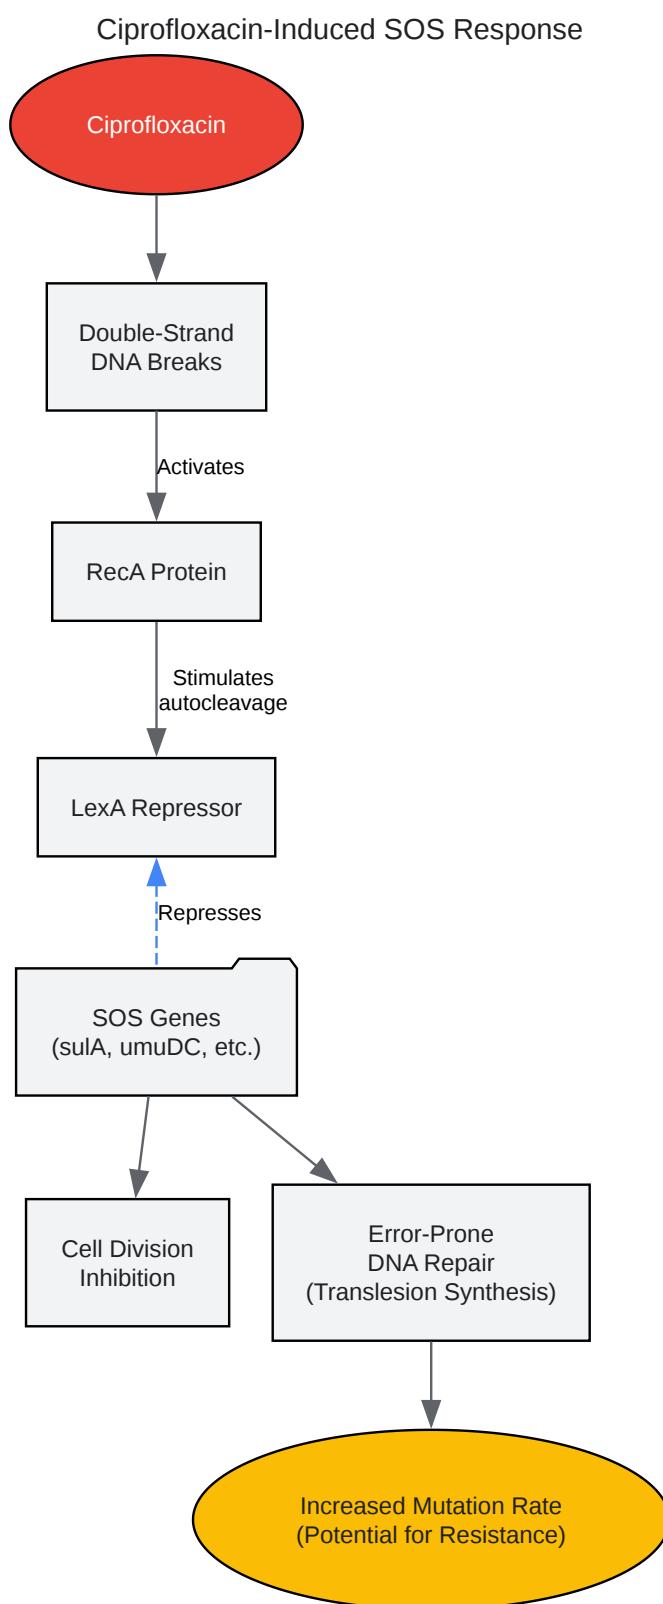 Ciprofloxacin-Induced SOS Response
Ciprofloxacin
Double-Strand
DNA Breaks
Activates
RecA Protein
Stimulates
autocleavage
LexA Repressor
Represses
SOS Genes
(sulA, umuDC, etc.)
Cell Division
Inhibition
Error-Prone
DNA Repair
(Translesion Synthesis)
Increased Mutation Rate
(Potential for Resistance)